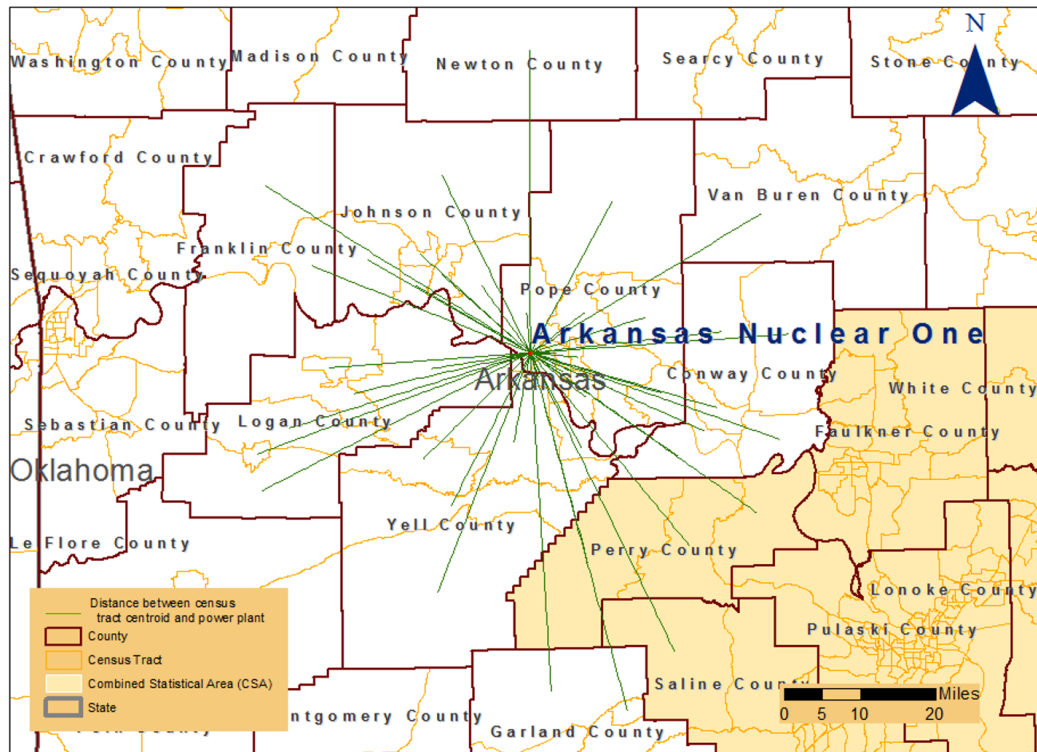 N
Washington County
Madison County
Newton County
Searcy County
Stone County
Crawford County
Van Buren County
Johnson County
Franklin County
Sequoyah County
Pope County
Arkansas Nuclear One
Arkansas
Conway County
White County
Logan County
Sebastian County
Faulkner County
Oklahoma
Yell County
Le Flore County
Perry County
Lonoke County
Pulaski County
Saline County
ntgomery County
Garland County
Distance between census
tract centroid and power plant
County
Census Tract
Combined Statistical Area (CSA)
State
Miles
0 5 10 20